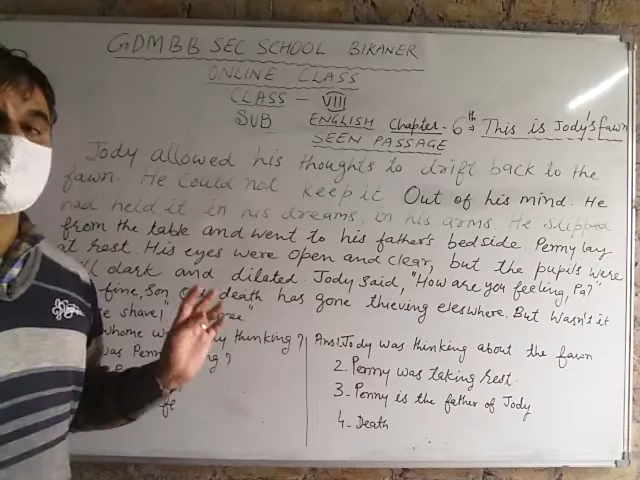 GDMBB SEC SCHOOL BIKANER
ONLINE CLASS
CLASS - VIII
SUB ENGLISH Chapter - 6th This is Jody's fawn
SEEN PASSAGE
Jody allowed his thoughts to drift back to the
fawn. He could not keep it Out of his mind. He
had held it in his dreams, in his arms. He slipped
from the table and went to his father's bedside. Penny lay
at rest. His eyes were open and clear, but the pupils were
dark and dilated. Jody said, "How are you feeling, Pa?"
fine, Son, death has gone thieving eleswhere. But wasn't it
shave!
whome thinking?
was Penn
Ans1 Jody was thinking about the fawn
2. Penny was taking rest.
3. Penny is the father of Jody
4. Death